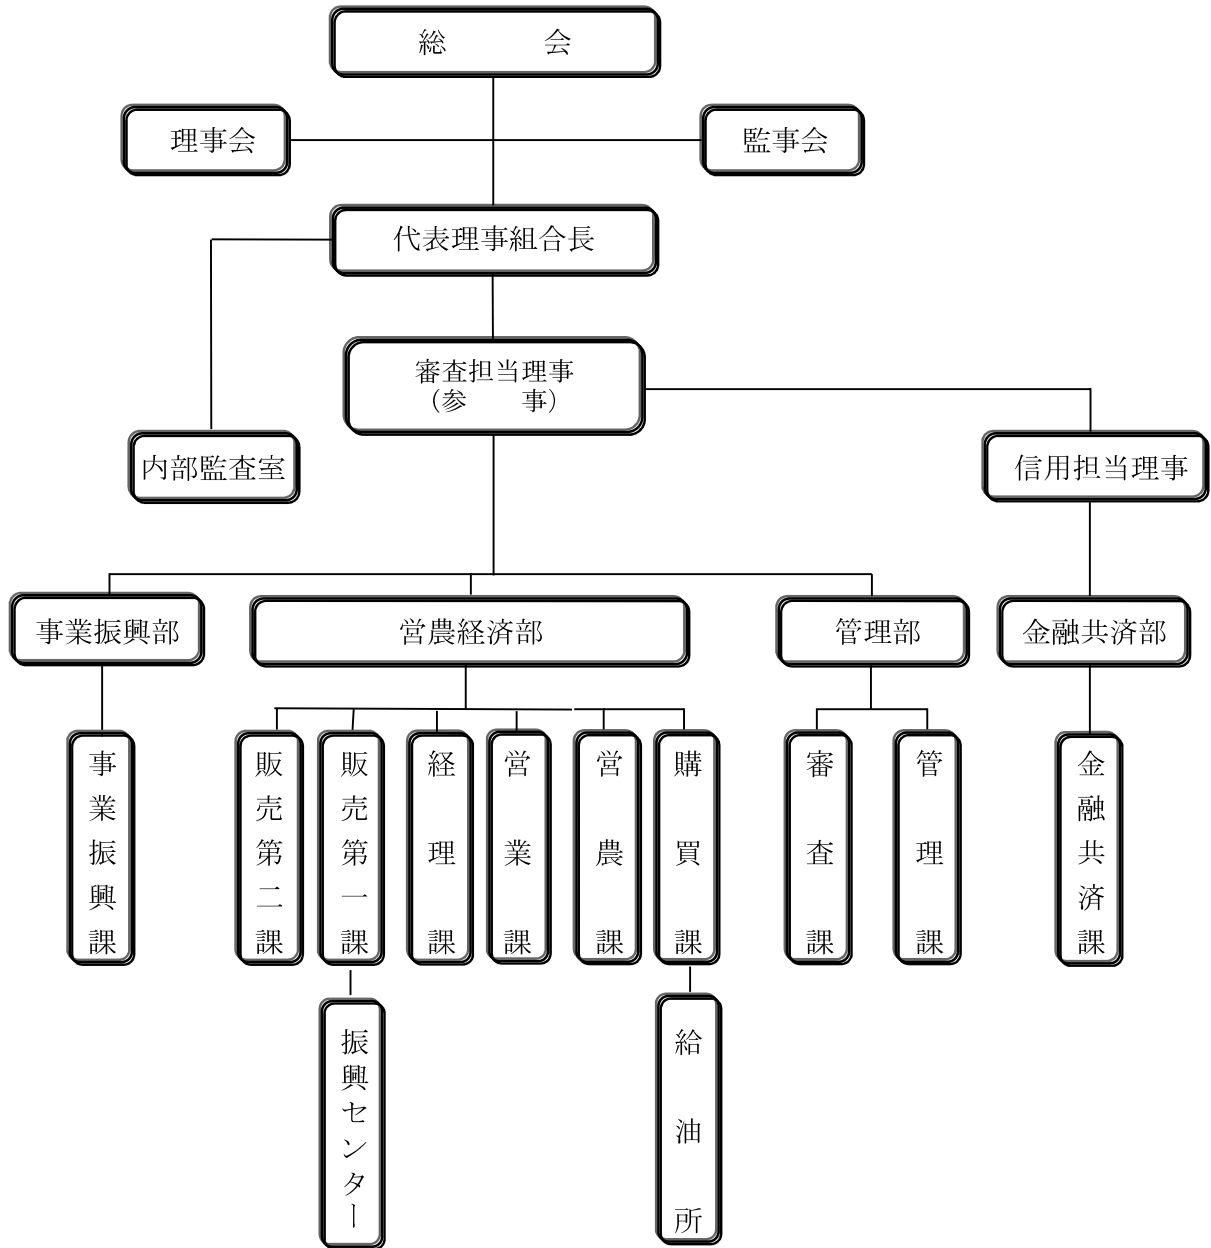 総　　　会
理事会
監事会
代表理事組合長
審査担当理事
(参　　事)
内部監査室
信用担当理事
事業振興部
営農経済部
管理部
金融共済部
事業振興課
販売第二課
販売第一課
経理課
営業課
営農課
購買課
審査課
管理課
金融共済課
振興センター
給油所